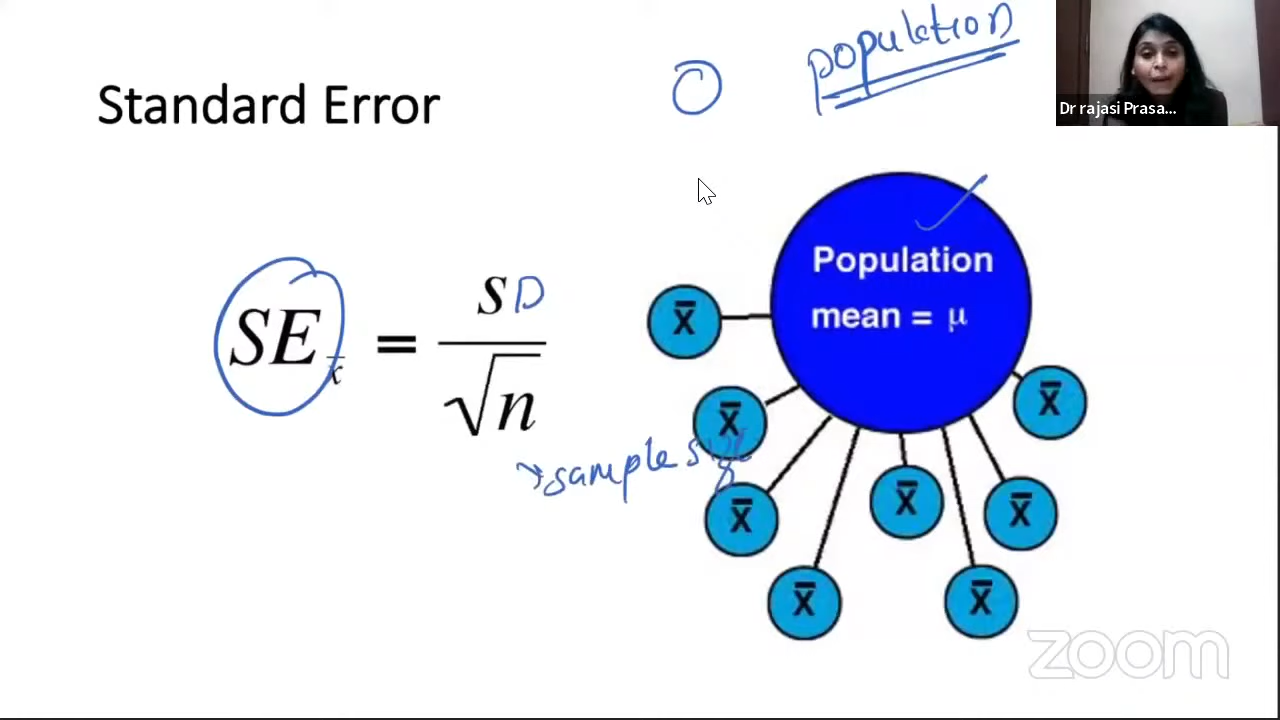 population
Standard Error
Dr rajasi Prasa...
Population
mean = μ
SE x̄ = SD / √n
sample size
x̄
x̄
x̄
x̄
x̄
x̄
x̄
x̄
zoom